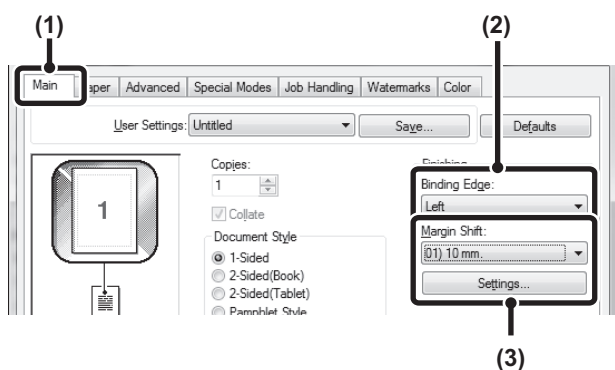 (1)
(2)
Main Paper Advanced Special Modes Job Handling Watermarks Color
User Settings: Untitled Save... Defaults
Copies: Finishing
1 Binding Edge:
1 Left
Collate Margin Shift:
Document Style 01) 10 mm.
1-Sided Settings...
2-Sided(Book)
2-Sided(Tablet)
Pamphlet Style
(3)